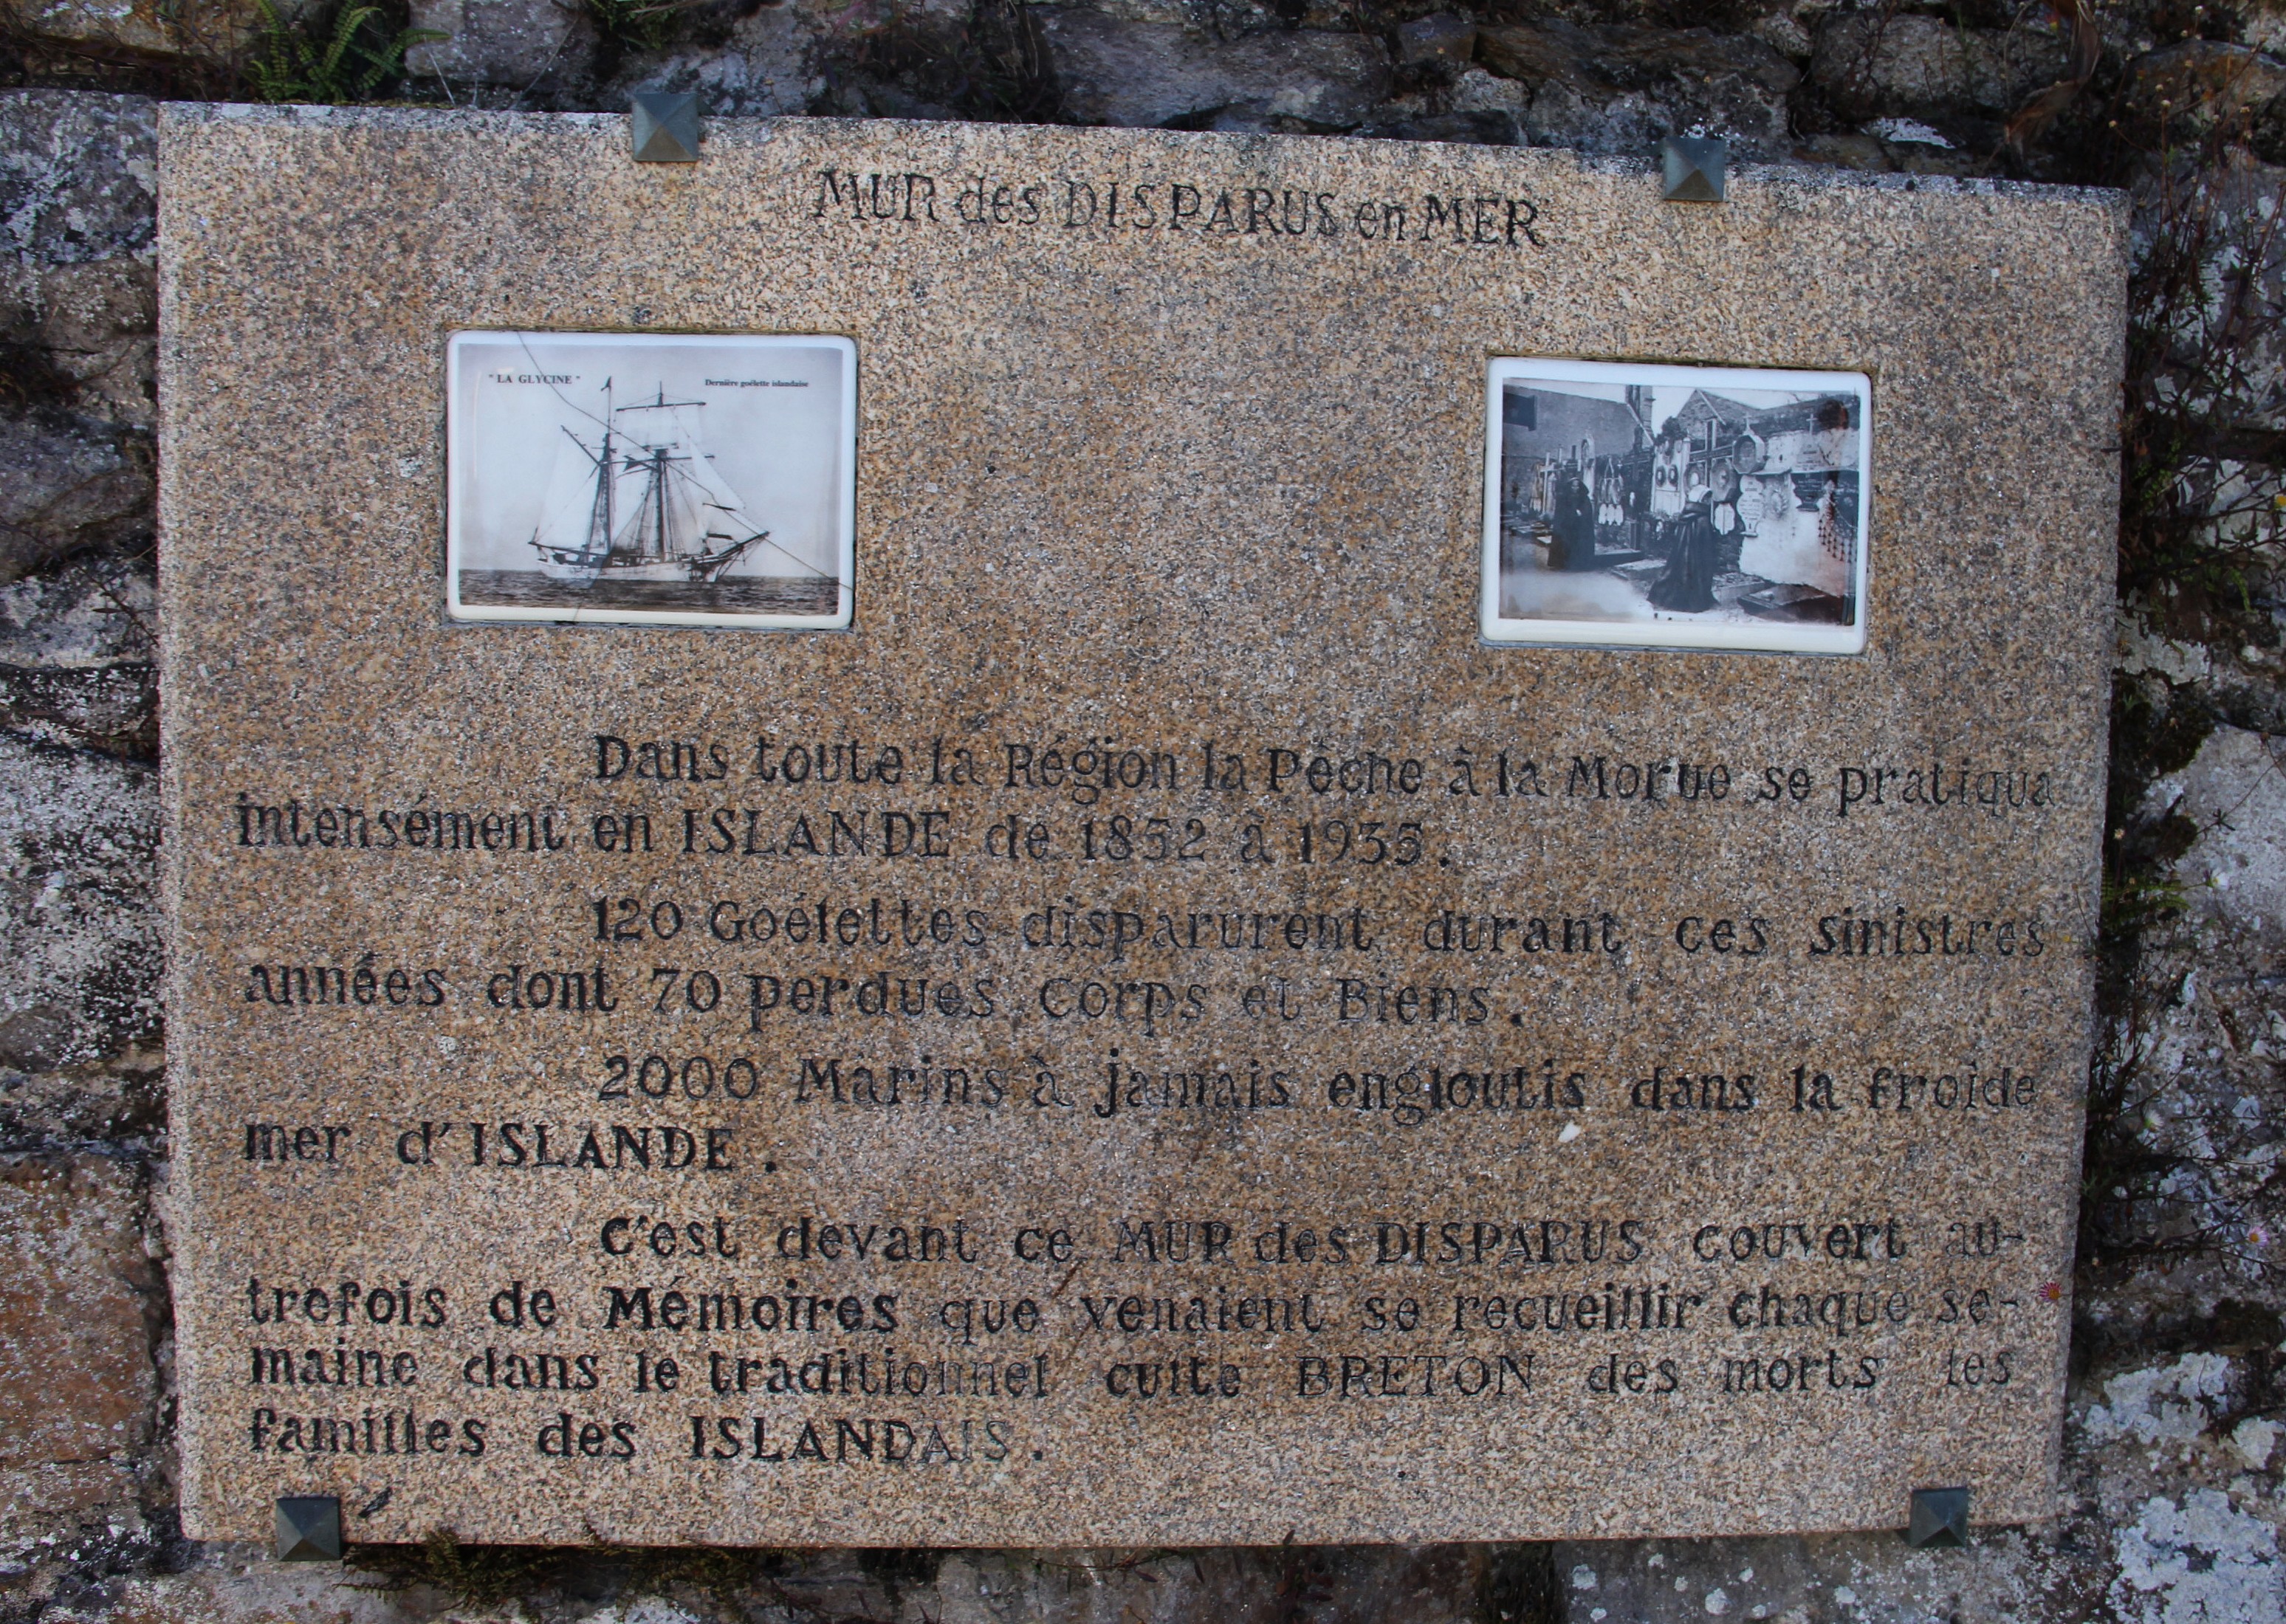 MUR des DISPARUS en MER
" LA GLYCINE "
Dernière goélette islandaise
Dans toute la Région la Pêche à la Morue se pratiqua
intensément en ISLANDE de 1852 à 1935.
120 Goélettes disparurent durant ces sinistres
années dont 70 perdues Corps et Biens.
2000 Marins à jamais engloutis dans la froide
mer d'ISLANDE.
C'est devant ce MUR des DISPARUS couvert au-
trefois de Mémoires que venaient se recueillir chaque se-
maine dans le traditionnel culte BRETON des morts les
familles des ISLANDAIS.